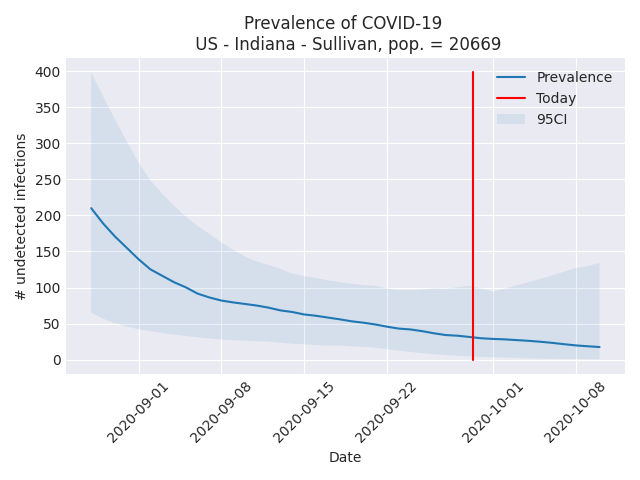 Prevalence of COVID-19
US - Indiana - Sullivan, pop. = 20669
400
350
300
250
200
150
100
50
0
# undetected infections
Prevalence
Today
95CI
2020-09-01
2020-09-08
2020-09-15
2020-09-22
2020-10-01
2020-10-08
Date